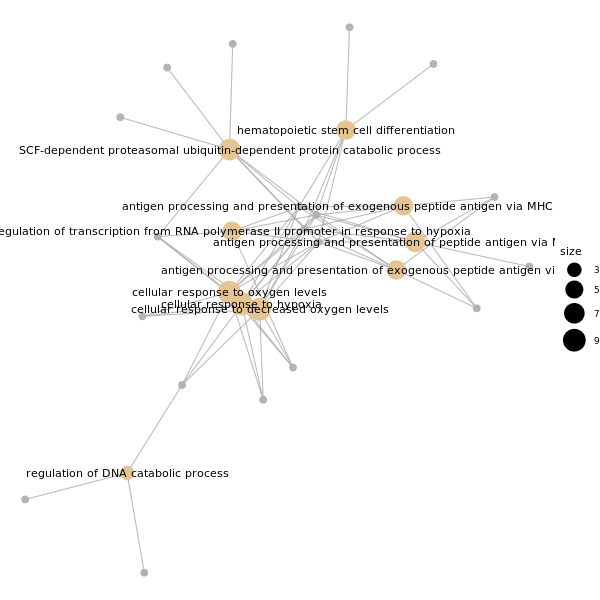 hematopoietic stem cell differentiation
SCF-dependent proteasomal ubiquitin-dependent protein catabolic process
antigen processing and presentation of exogenous peptide antigen via MHC
egulation of transcription from RNA polymerase II promoter in response to hypoxia
antigen processing and presentation of peptide antigen via
size
antigen processing and presentation of exogenous peptide antigen vi
3
5
7
9
cellular response to oxygen levels
cellular response to hypoxia
cellular response to decreased oxygen levels
regulation of DNA catabolic process